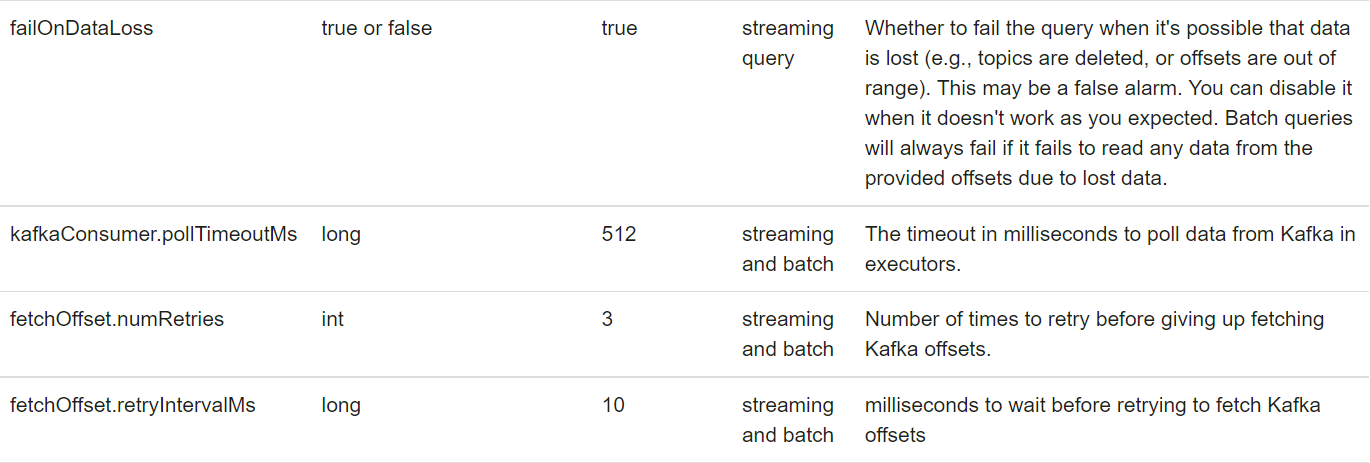 failOnDataLoss true or false true streaming Whether to fail the query when it's possible that data
query is lost (e.g., topics are deleted, or offsets are out of
range). This may be a false alarm. You can disable it
when it doesn't work as you expected. Batch queries
will always fail if it fails to read any data from the
provided offsets due to lost data.
kafkaConsumer.pollTimeoutMs long 512 streaming The timeout in milliseconds to poll data from Kafka in
and batch executors.
fetchOffset.numRetries int 3 streaming Number of times to retry before giving up fetching
and batch Kafka offsets.
fetchOffset.retryIntervalMs long 10 streaming milliseconds to wait before retrying to fetch Kafka
and batch offsets